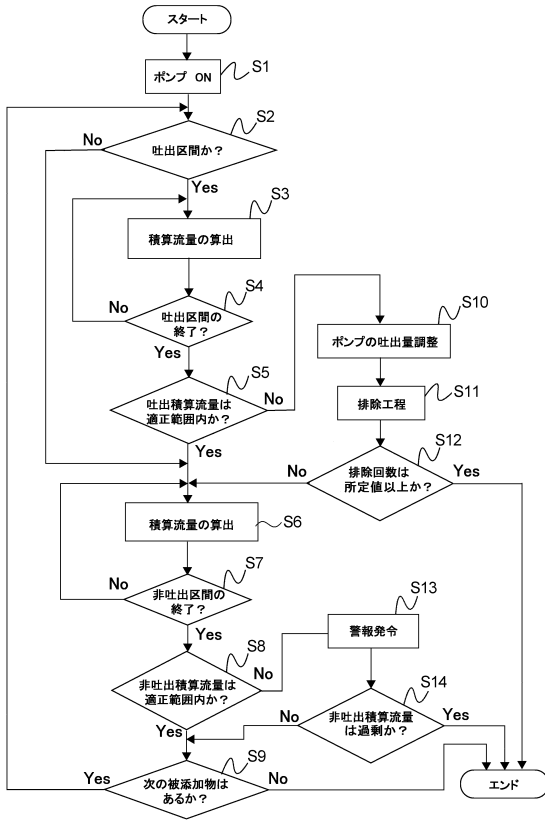 スタート
ポンプ ON
S1
S2
吐出区間か？
No
Yes
S3
積算流量の算出
S4
吐出区間の
終了？
No
Yes
S5
吐出積算流量は
適正範囲内か？
No
Yes
S10
ポンプの吐出量調整
S11
排除工程
S12
排除回数は
所定値以上か？
No
Yes
積算流量の算出
S6
S7
非吐出区間の
終了？
No
Yes
S8
非吐出積算流量は
適正範囲内か？
No
Yes
S13
警報発令
S14
非吐出積算流量
は過剰か？
No
Yes
S9
次の被添加物は
あるか？
Yes
No
エンド